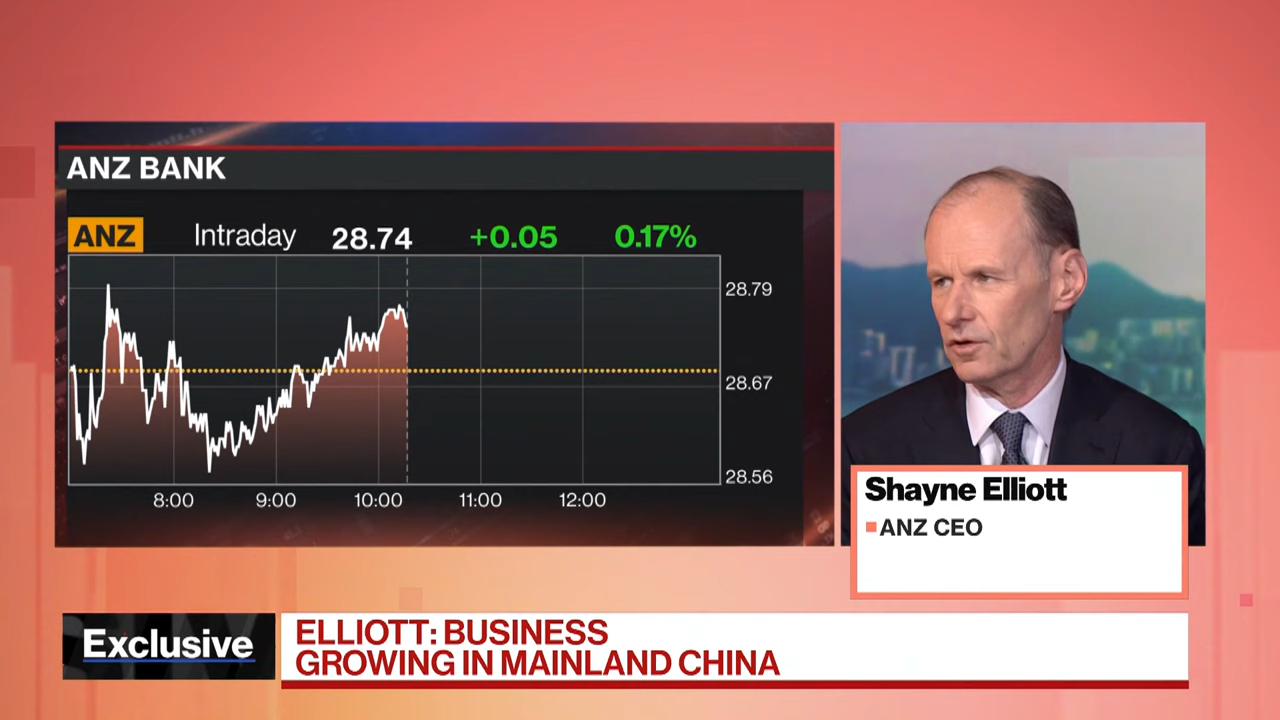 ANZ BANK
ANZ Intraday 28.74 +0.05 0.17%
28.79
28.67
28.56
8:00 9:00 10:00 11:00 12:00
Shayne Elliott
ANZ CEO
Exclusive
ELLIOTT: BUSINESS
GROWING IN MAINLAND CHINA